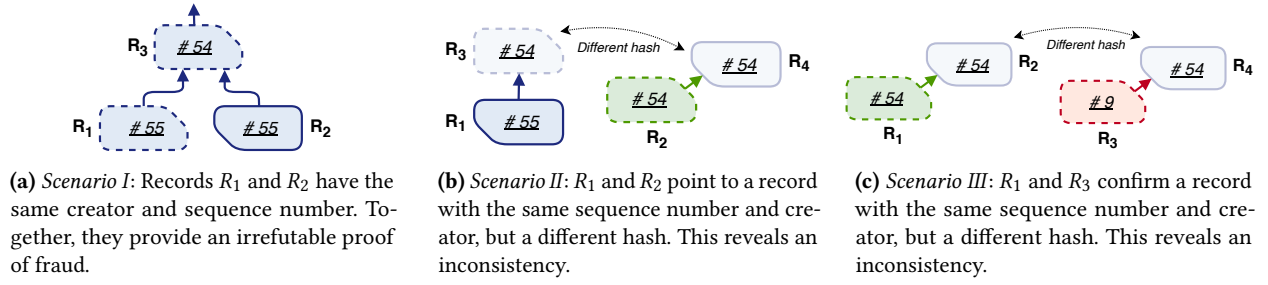 R3
# 54
R1
# 55
# 55
R2
R3
# 54
Different hash
# 54
R4
# 54
R2
R1
# 55
# 54
R2
Different hash
# 54
R4
# 54
R1
# 9
R3
(a) Scenario I: Records R1 and R2 have the
same creator and sequence number. To-
gether, they provide an irrefutable proof
of fraud.
(b) Scenario II: R1 and R2 point to a record
with the same sequence number and cre-
ator, but a different hash. This reveals an
inconsistency.
(c) Scenario III: R1 and R3 confirm a record
with the same sequence number and cre-
ator, but a different hash. This reveals an
inconsistency.